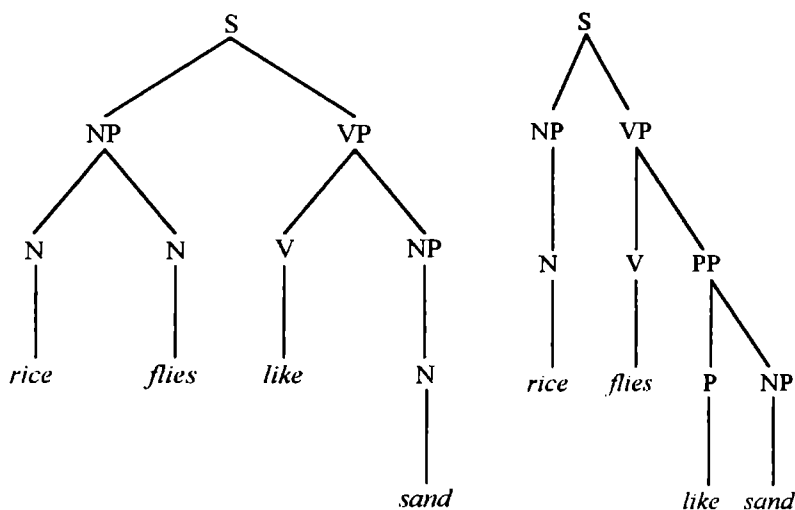 S S
NP VP NP VP
N N V NP N V PP
rice flies like N rice flies P NP
sand like sand